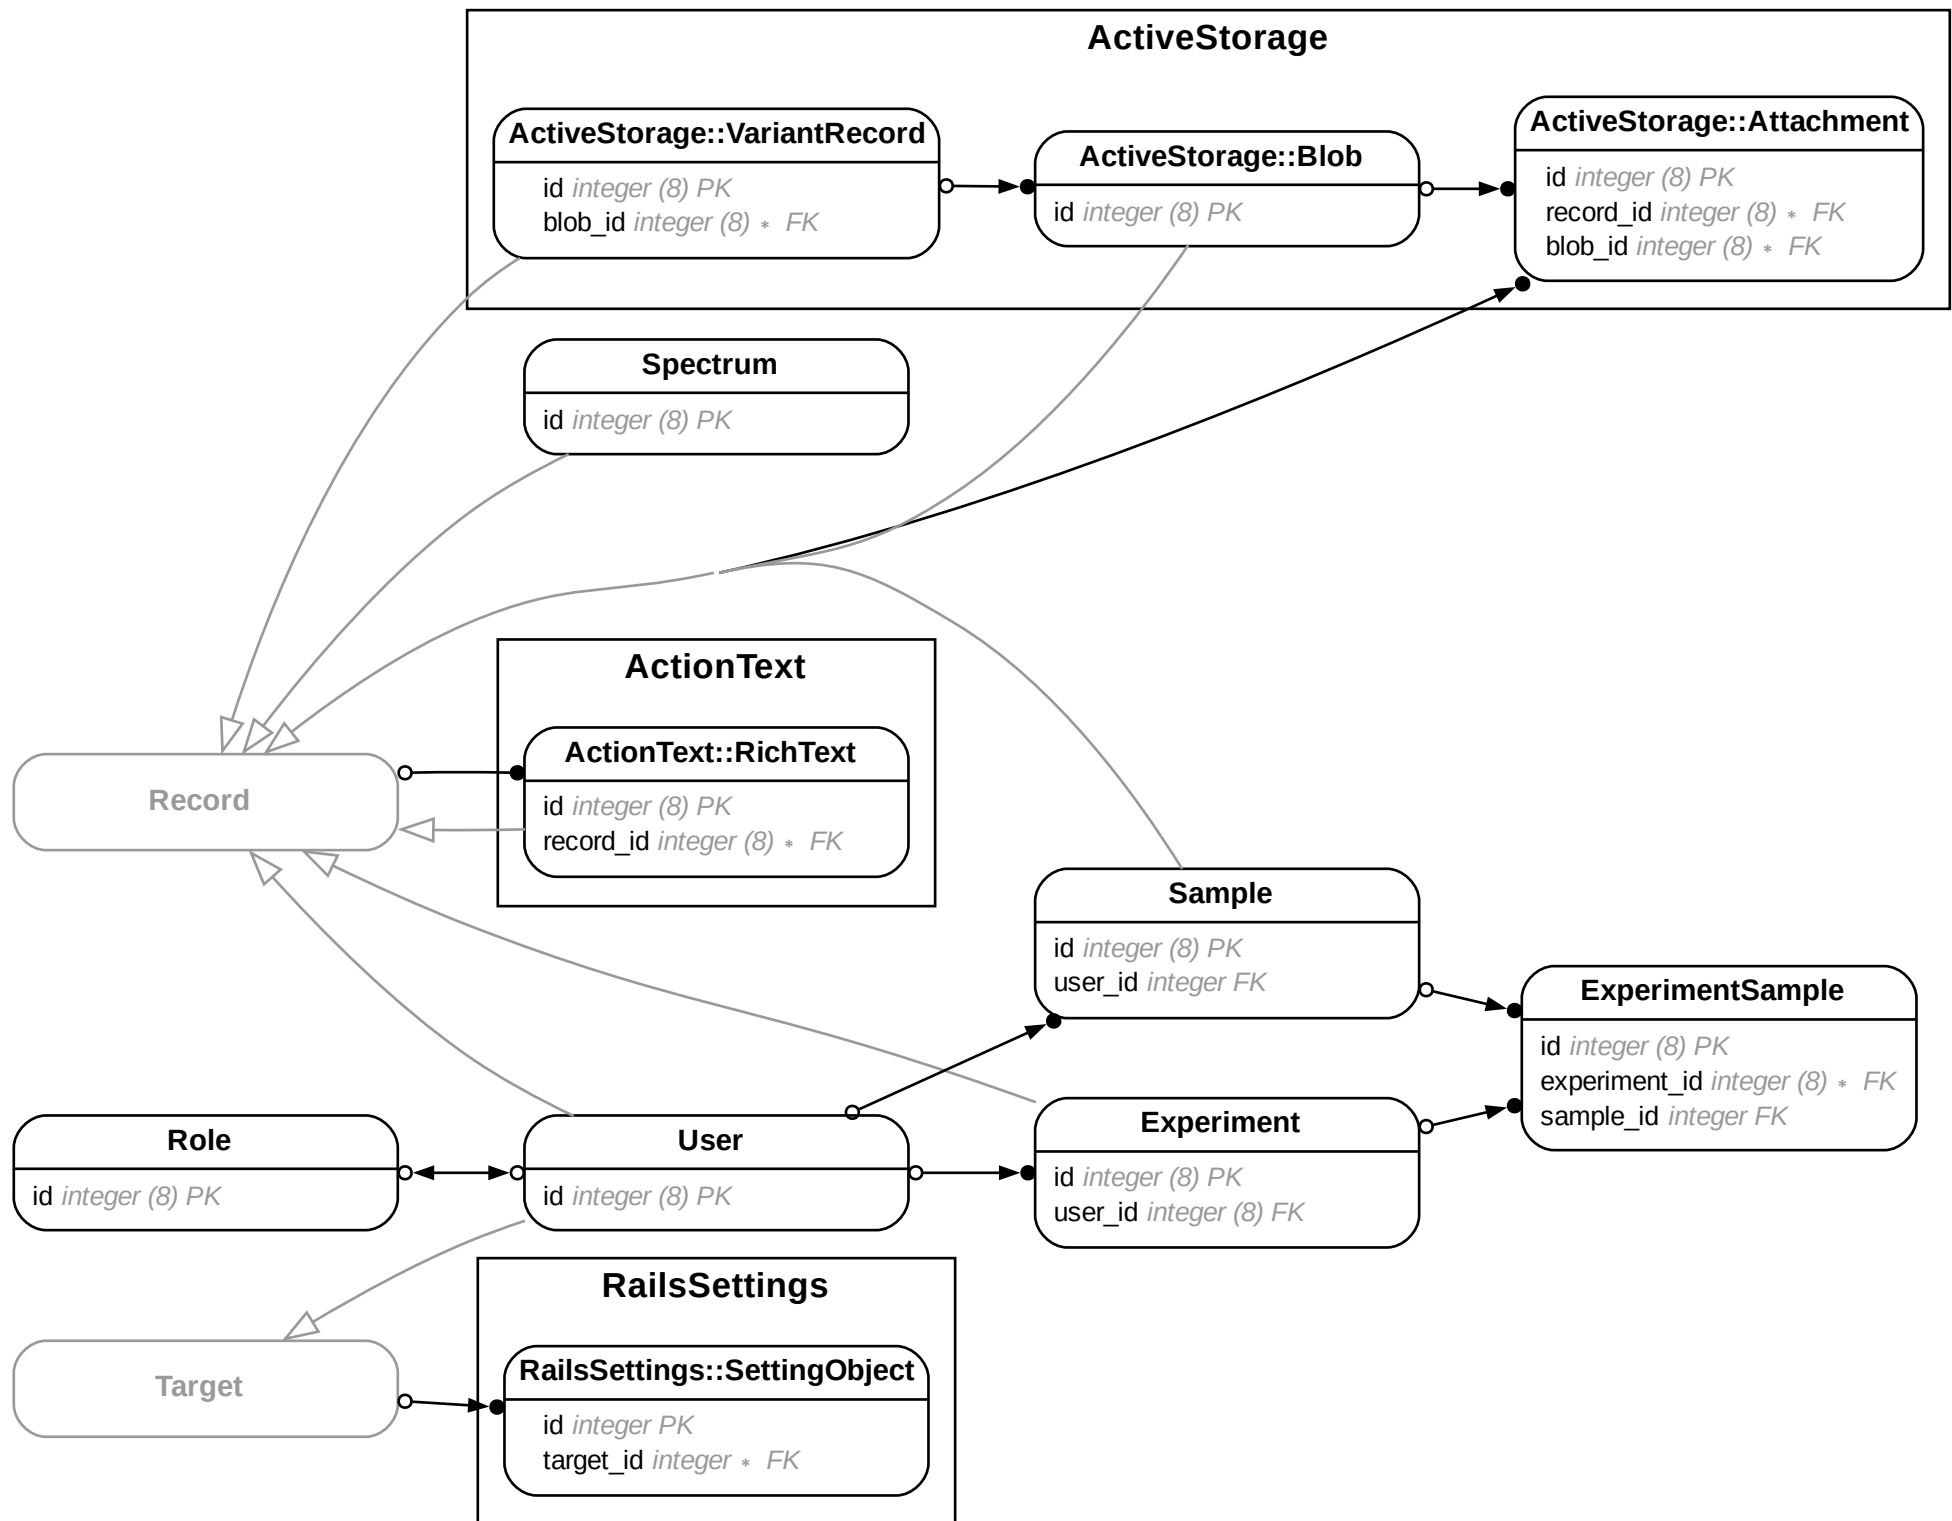 ActiveStorage
ActiveStorage::VariantRecord
id integer (8) PK
blob_id integer (8) * FK
ActiveStorage::Blob
id integer (8) PK
ActiveStorage::Attachment
id integer (8) PK
record_id integer (8) * FK
blob_id integer (8) * FK
Spectrum
id integer (8) PK
ActionText
ActionText::RichText
id integer (8) PK
record_id integer (8) * FK
Record
Sample
id integer (8) PK
user_id integer FK
ExperimentSample
id integer (8) PK
experiment_id integer (8) * FK
sample_id integer FK
Role
id integer (8) PK
User
id integer (8) PK
Experiment
id integer (8) PK
user_id integer (8) FK
Target
RailsSettings
RailsSettings::SettingObject
id integer PK
target_id integer * FK